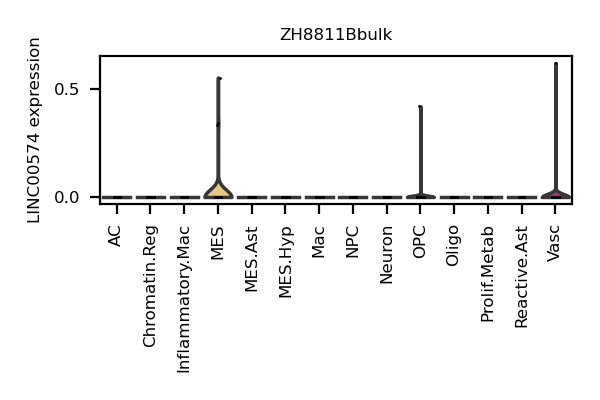 ZH8811Bbulk
LINC00574 expression
0.5
0.0
AC
Chromatin.Reg
Inflammatory.Mac
MES
MES.Ast
MES.Hyp
Mac
NPC
Neuron
OPC
Oligo
Prolif.Metab
Reactive.Ast
Vasc